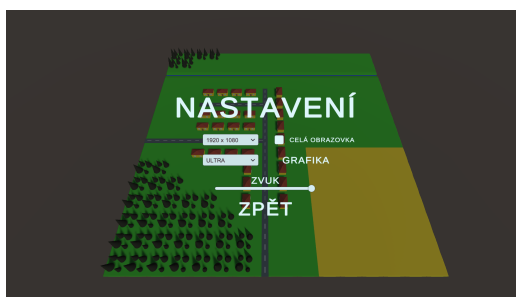 NASTAVENÍ
1920 x 1080 CELÁ OBRAZOVKA
ULTRA GRAFIKA
ZVUK
ZPĚT